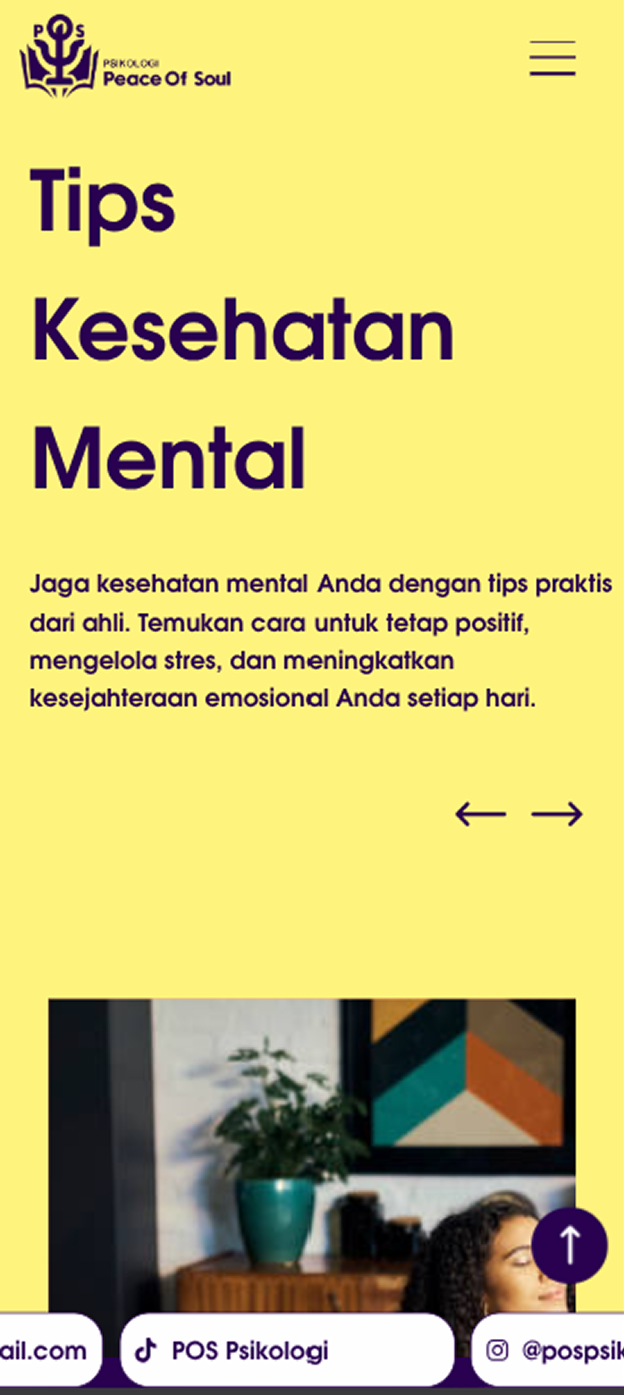 POS
PSIKOLOGI
Peace Of Soul
Tips
Kesehatan
Mental
Jaga kesehatan mental Anda dengan tips praktis
dari ahli. Temukan cara untuk tetap positif,
mengelola stres, dan meningkatkan
kesejahteraan emosional Anda setiap hari.
ail.com
POS Psikologi
@pospsik